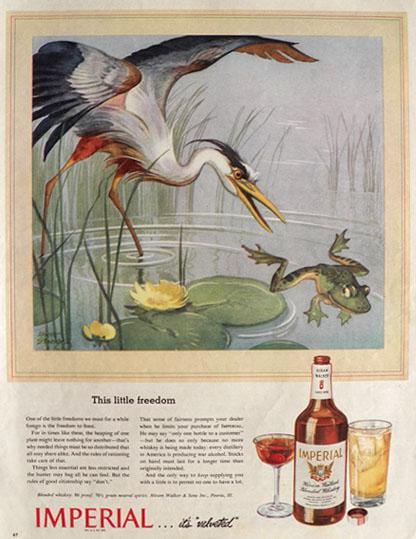 This little freedom
One of the little freedoms we must for a while
forego is the freedom to feast.
For in times like these, the heaping of one
plate might leave nothing for another—that's
why needed things must be so distributed that
all may share alike. And the rules of rationing
take care of that.
Things less essential are less restricted and
the hunter may bag all he can find. But the
rules of good citizenship say "don't."
That sense of fairness prompts your dealer
when he limits your purchase of IMPERIAL.
He may say "only one bottle to a customer"
—but he does so only because no more
whiskey is being made today; every distillery
in America is producing war alcohol. Stocks
on hand must last for a longer time than
originally intended.
And the only way to keep supplying you
with a little is to permit no one to have a lot.
Blended whiskey. 86 proof. 70% grain neutral spirits. Hiram Walker & Sons Inc., Peoria, Ill.
IMPERIAL ... it's "velveted"
HIRAM
WALKER
IMPERIAL
Hiram Walker's
Blended Whiskey
67